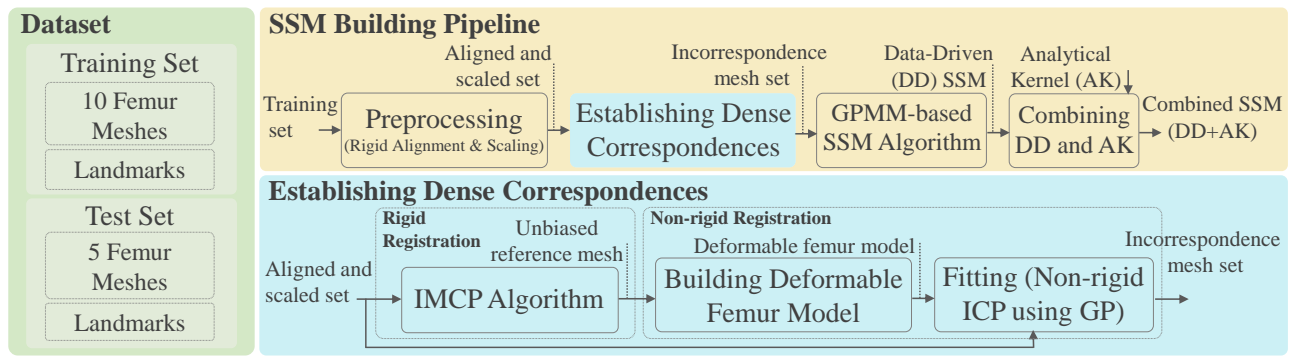 Dataset
Training Set
10 Femur
Meshes
Landmarks
Test Set
5 Femur
Meshes
Landmarks
SSM Building Pipeline
Training
set
Preprocessing
(Rigid Alignment & Scaling)
Aligned and
scaled set
Establishing Dense
Correspondences
Incorrespondence
mesh set
GPMM-based
SSM Algorithm
Data-Driven
(DD) SSM
Analytical
Kernel (AK)
Combining
DD and AK
Combined SSM
(DD+AK)
Establishing Dense Correspondences
Aligned and
scaled set
Rigid
Registration
IMCP Algorithm
Unbiased
reference mesh
Non-rigid Registration
Building Deformable
Femur Model
Deformable femur model
Fitting (Non-rigid
ICP using GP)
Incorrespondence
mesh set